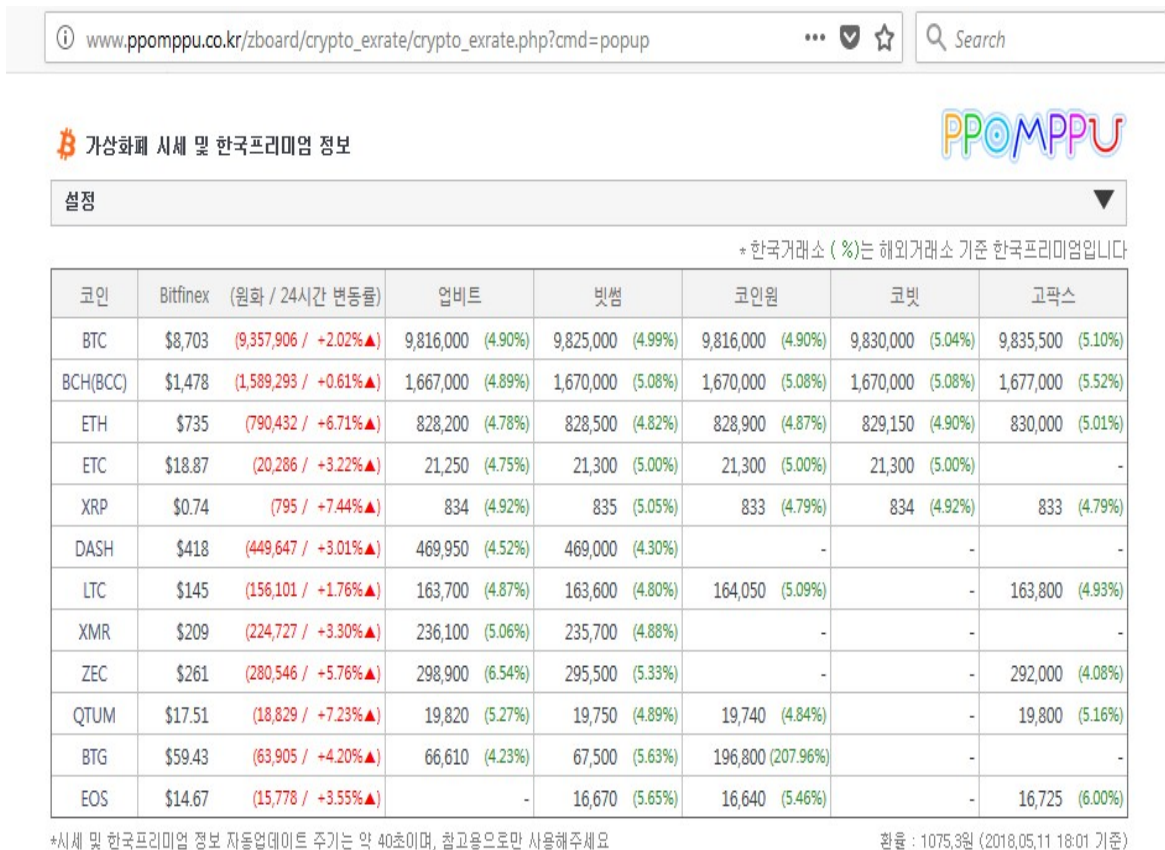 www.ppomppu.co.kr/zboard/crypto_exrate/crypto_exrate.php?cmd=popup ••• Search
가상화폐 시세 및 한국프리미엄 정보 PPOMPPU
설정 ▼
*한국거래소 ( %)는 해외거래소 기준 한국프리미엄입니다
코인 Bitfinex (원화 / 24시간 변동률) 업비트 빗썸 코인원 코빗 고팍스
BTC $8,703 (9,357,906 / +2.02%▲) 9,816,000 (4.90%) 9,825,000 (4.99%) 9,816,000 (4.90%) 9,830,000 (5.04%) 9,835,500 (5.10%)
BCH(BCC) $1,478 (1,589,293 / +0.61%▲) 1,667,000 (4.89%) 1,670,000 (5.08%) 1,670,000 (5.08%) 1,670,000 (5.08%) 1,677,000 (5.52%)
ETH $735 (790,432 / +6.71%▲) 828,200 (4.78%) 828,500 (4.82%) 828,900 (4.87%) 829,150 (4.90%) 830,000 (5.01%)
ETC $18.87 (20,286 / +3.22%▲) 21,250 (4.75%) 21,300 (5.00%) 21,300 (5.00%) 21,300 (5.00%) -
XRP $0.74 (795 / +7.44%▲) 834 (4.92%) 835 (5.05%) 833 (4.79%) 834 (4.92%) 833 (4.79%)
DASH $418 (449,647 / +3.01%▲) 469,950 (4.52%) 469,000 (4.30%) - - -
LTC $145 (156,101 / +1.76%▲) 163,700 (4.87%) 163,600 (4.80%) 164,050 (5.09%) - 163,800 (4.93%)
XMR $209 (224,727 / +3.30%▲) 236,100 (5.06%) 235,700 (4.88%) - - -
ZEC $261 (280,546 / +5.76%▲) 298,900 (6.54%) 295,500 (5.33%) - - 292,000 (4.08%)
QTUM $17.51 (18,829 / +7.23%▲) 19,820 (5.27%) 19,750 (4.89%) 19,740 (4.84%) - 19,800 (5.16%)
BTG $59.43 (63,905 / +4.20%▲) 66,610 (4.23%) 67,500 (5.63%) 196,800 (207.96%) - -
EOS $14.67 (15,778 / +3.55%▲) - 16,670 (5.65%) 16,640 (5.46%) - 16,725 (6.00%)
*시세 및 한국프리미엄 정보 자동업데이트 주기는 약 40초이며, 참고용으로만 사용해주세요 환율 : 1075,3원 (2018,05,11 18:01 기준)